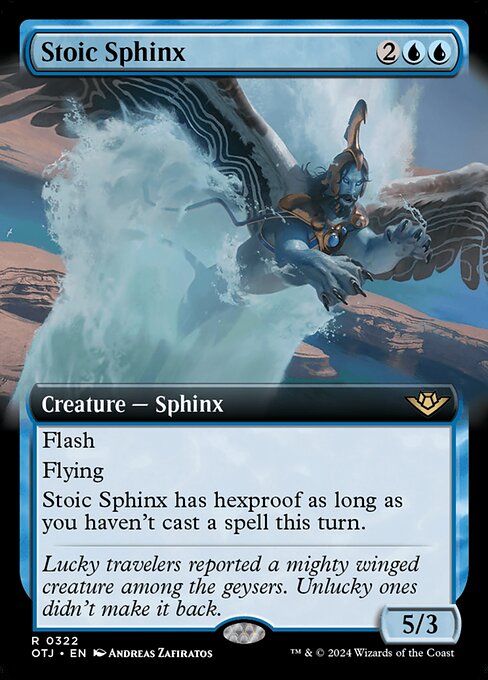 Stoic Sphinx 2
Creature — Sphinx
Flash
Flying
Stoic Sphinx has hexproof as long as
you haven't cast a spell this turn.
Lucky travelers reported a mighty winged
creature among the geysers. Unlucky ones
didn't make it back.
5/3
R 0322
OTJ • EN Andreas Zafiratos
™ & © 2024 Wizards of the Coast